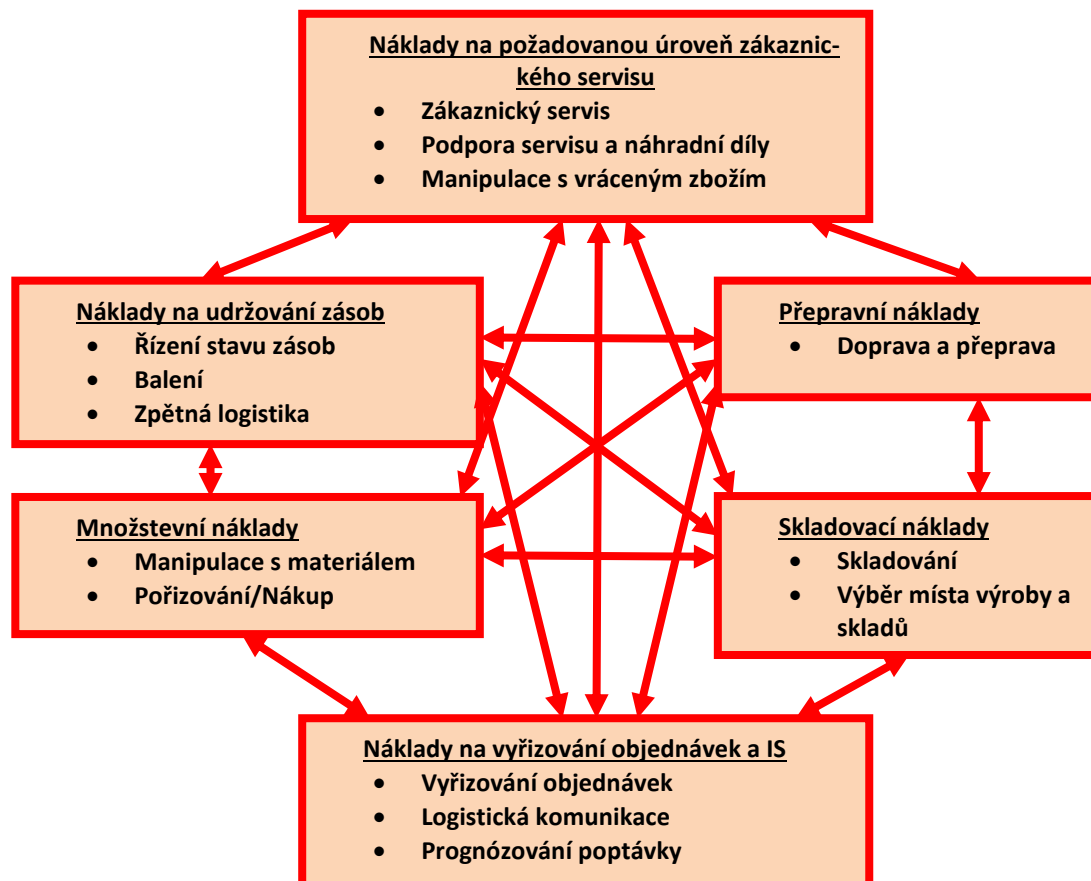 Náklady na požadovanou úroveň zákaznic-
kého servisu
• Zákaznický servis
• Podpora servisu a náhradní díly
• Manipulace s vráceným zbožím
Náklady na udržování zásob
• Řízení stavu zásob
• Balení
• Zpětná logistika
Přepravní náklady
• Doprava a přeprava
Množstevní náklady
• Manipulace s materiálem
• Pořizování/Nákup
Skladovací náklady
• Skladování
• Výběr místa výroby a
skladů
Náklady na vyřizování objednávek a IS
• Vyřizování objednávek
• Logistická komunikace
• Prognózování poptávky